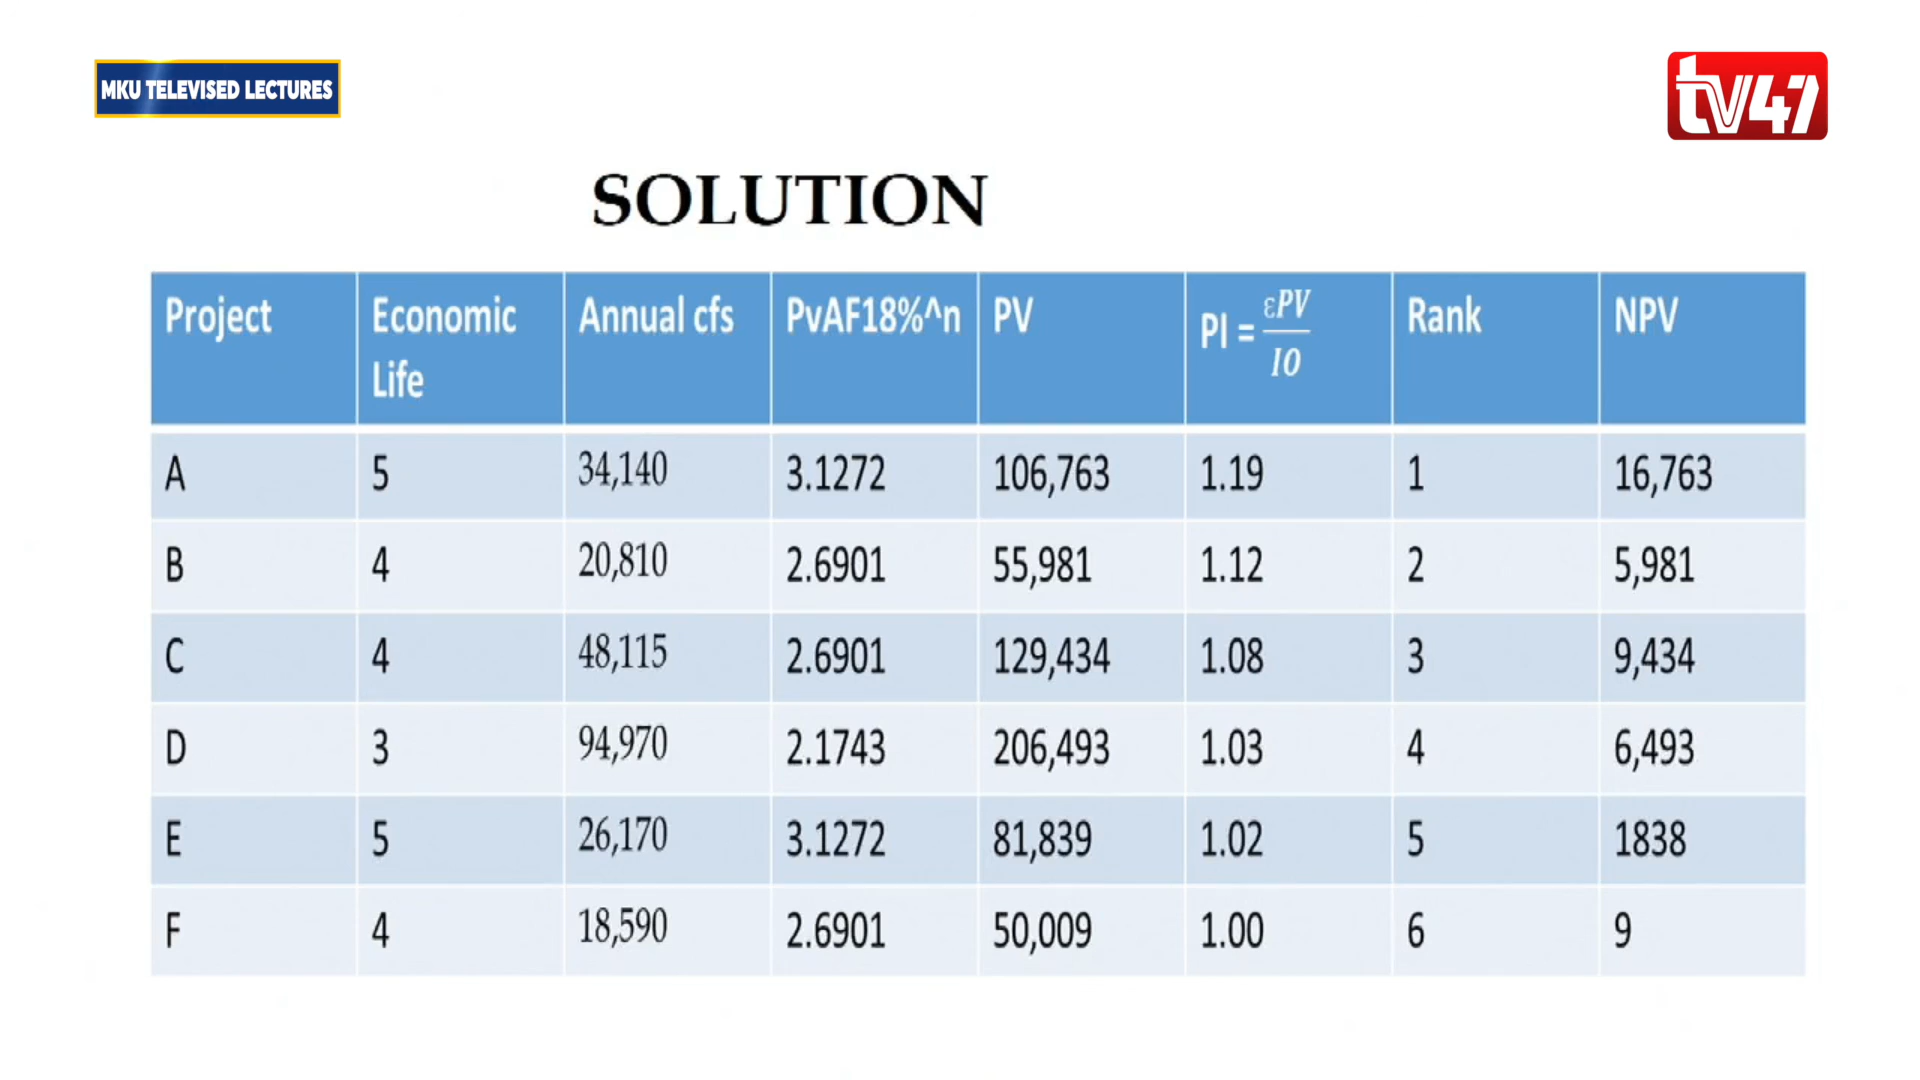 MKU TELEVISED LECTURES
tv47
SOLUTION
Project Economic Life Annual cfs PvAF18%^n PV PI = εPV/IO Rank NPV
A 5 34,140 3.1272 106,763 1.19 1 16,763
B 4 20,810 2.6901 55,981 1.12 2 5,981
C 4 48,115 2.6901 129,434 1.08 3 9,434
D 3 94,970 2.1743 206,493 1.03 4 6,493
E 5 26,170 3.1272 81,839 1.02 5 1838
F 4 18,590 2.6901 50,009 1.00 6 9